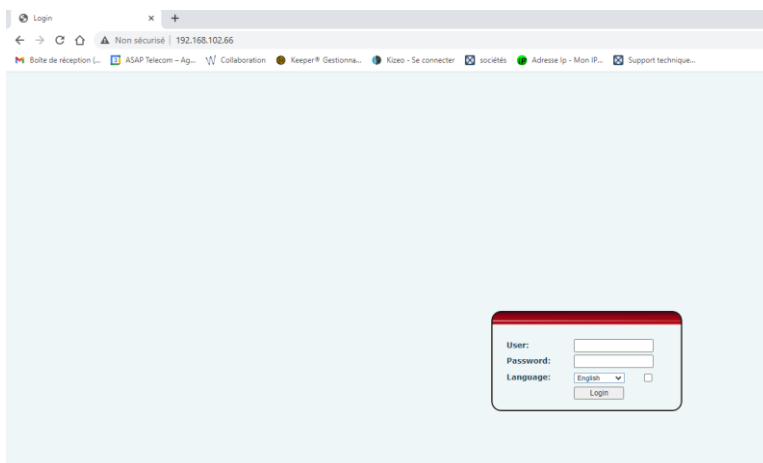 Login
Non sécurisé | 192.168.102.66
Boîte de réception (... ASAP Telecom – Ag... Collaboration Keeper® Gestionna... Kizeo - Se connecter sociétés Adresse Ip - Mon IP... Support technique...
User:
Password:
Language: English
Login